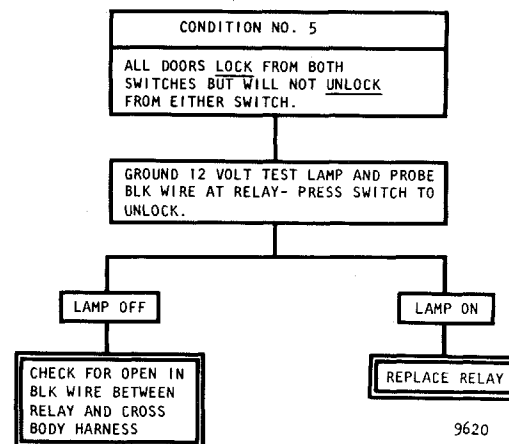 CONDITION NO. 5
ALL DOORS LOCK FROM BOTH
SWITCHES BUT WILL NOT UNLOCK
FROM EITHER SWITCH.
GROUND 12 VOLT TEST LAMP AND PROBE
BLK WIRE AT RELAY- PRESS SWITCH TO
UNLOCK.
LAMP OFF
LAMP ON
CHECK FOR OPEN IN
BLK WIRE BETWEEN
RELAY AND CROSS
BODY HARNESS
REPLACE RELAY
9620